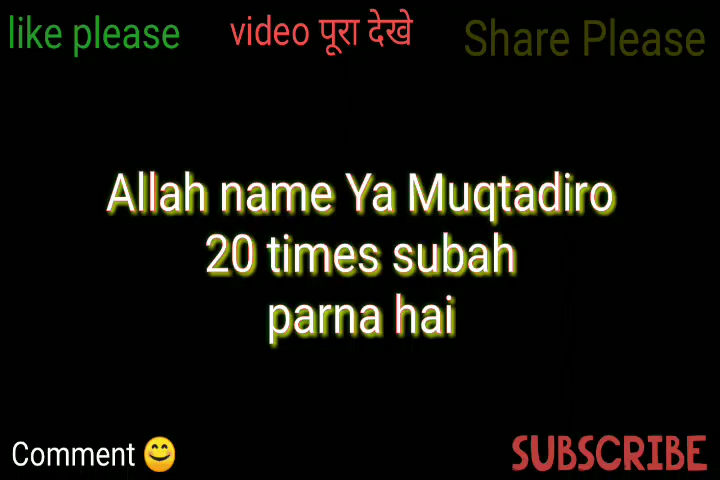 like please
video पूरा देखे
Share Please
Allah name Ya Muqtadiro
20 times subah
parna hai
Comment 😊
SUBSCRIBE